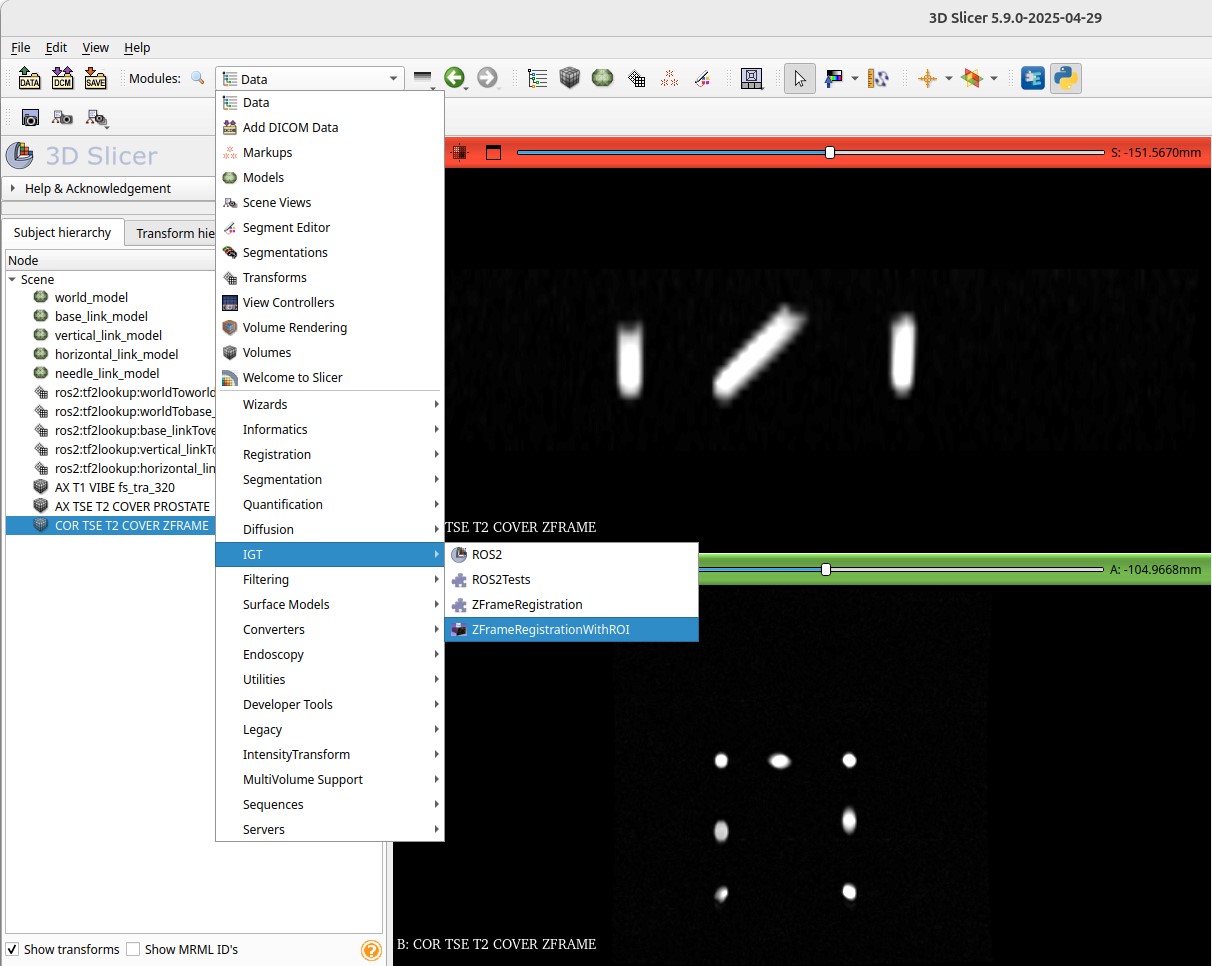 3D Slicer 5.9.0-2025-04-29
File Edit View Help
DATA DCM SAVE Modules: Data
3D Slicer
Help & Acknowledgement
Subject hierarchy Transform hie
Node
Scene
world_model
base_link_model
vertical_link_model
horizontal_link_model
needle_link_model
ros2:tf2lookup:worldToworld
ros2:tf2lookup:worldTobase_
ros2:tf2lookup:base_linkTove
ros2:tf2lookup:vertical_linkTo
ros2:tf2lookup:horizontal_lin
AX T1 VIBE fs_tra_320
AX TSE T2 COVER PROSTATE
COR TSE T2 COVER ZFRAME
Show transforms Show MRML ID's
?
Data
Add DICOM Data
Markups
Models
Scene Views
Segment Editor
Segmentations
Transforms
View Controllers
Volume Rendering
Volumes
Welcome to Slicer
Wizards
Informatics
Registration
Segmentation
Quantification
Diffusion
IGT
Filtering
Surface Models
Converters
Endoscopy
Utilities
Developer Tools
Legacy
IntensityTransform
MultiVolume Support
Sequences
Servers
ROS2
ROS2Tests
ZFrameRegistration
ZFrameRegistrationWithROI
S: -151.5670mm
TSE T2 COVER ZFRAME
A: -104.9668mm
B: COR TSE T2 COVER ZFRAME